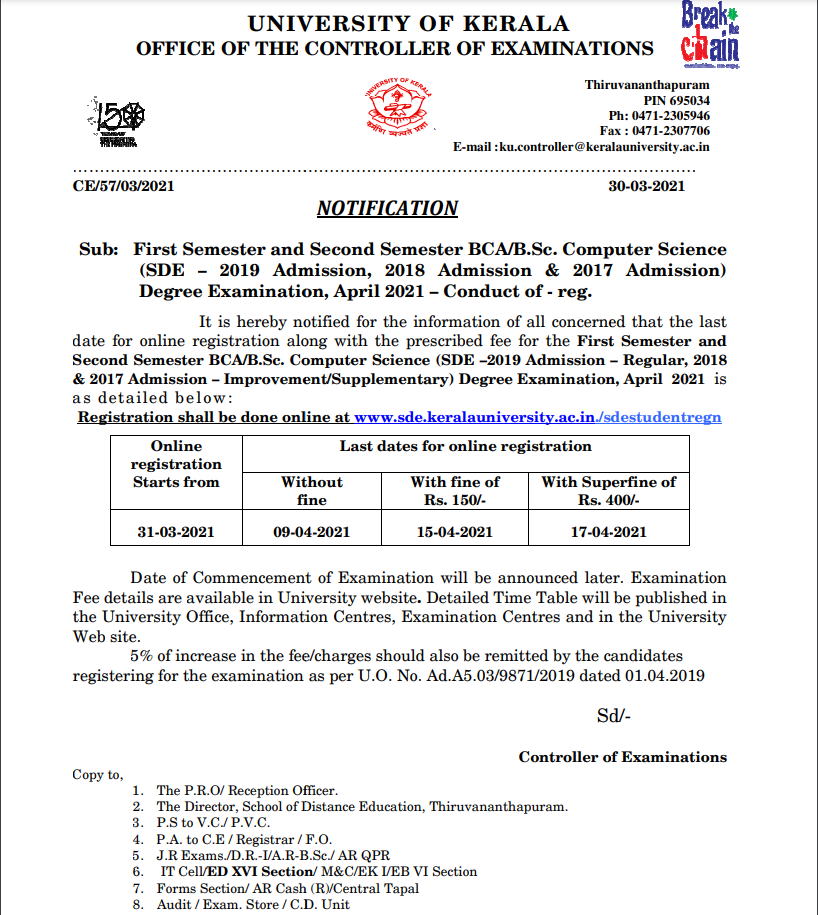 UNIVERSITY OF KERALA
OFFICE OF THE CONTROLLER OF EXAMINATIONS
Break
the
chain
150
UNIVERSITY OF KERALA
कर्मणि व्यज्यते प्रज्ञा
Thiruvananthapuram
PIN 695034
Ph: 0471-2305946
Fax : 0471-2307706
E-mail :ku.controller@keralauniversity.ac.in
CE/57/03/2021 30-03-2021
NOTIFICATION
Sub: First Semester and Second Semester BCA/B.Sc. Computer Science
(SDE – 2019 Admission, 2018 Admission & 2017 Admission)
Degree Examination, April 2021 – Conduct of - reg.
It is hereby notified for the information of all concerned that the last
date for online registration along with the prescribed fee for the First Semester and
Second Semester BCA/B.Sc. Computer Science (SDE –2019 Admission – Regular, 2018
& 2017 Admission – Improvement/Supplementary) Degree Examination, April 2021 is
as detailed below:
Registration shall be done online at www.sde.keralauniversity.ac.in./sdestudentregn
Online
registration
Starts from
Last dates for online registration
Without
fine
With fine of
Rs. 150/-
With Superfine of
Rs. 400/-
31-03-2021 09-04-2021 15-04-2021 17-04-2021
Date of Commencement of Examination will be announced later. Examination
Fee details are available in University website. Detailed Time Table will be published in
the University Office, Information Centres, Examination Centres and in the University
Web site.
5% of increase in the fee/charges should also be remitted by the candidates
registering for the examination as per U.O. No. Ad.A5.03/9871/2019 dated 01.04.2019
Sd/-
Controller of Examinations
Copy to,
1. The P.R.O/ Reception Officer.
2. The Director, School of Distance Education, Thiruvananthapuram.
3. P.S to V.C./ P.V.C.
4. P.A. to C.E / Registrar / F.O.
5. J.R Exams./D.R.-I/A.R-B.Sc./ AR QPR
6. IT Cell/ED XVI Section/ M&C/EK I/EB VI Section
7. Forms Section/ AR Cash (R)/Central Tapal
8. Audit / Exam. Store / C.D. Unit